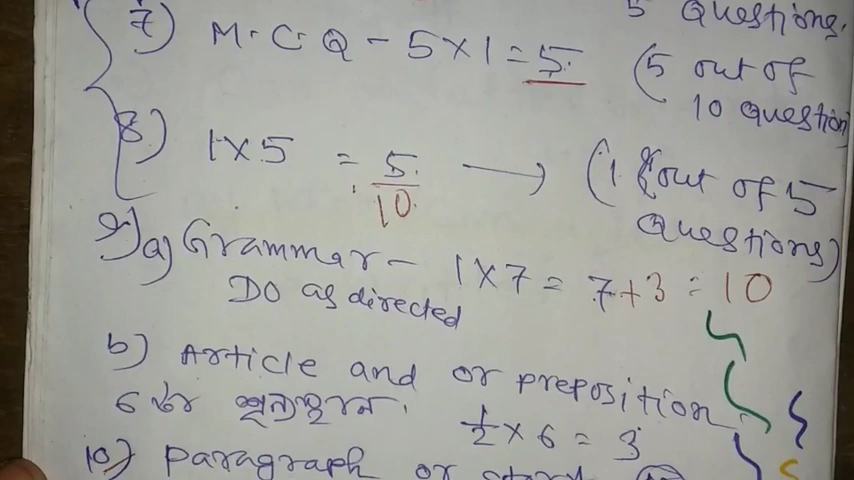 5 Questions.
7) M.C.Q - 5×1 = 5.
(5 out of
10 Question
8) 1×5 = 5.
10.
(1 out of 5
Questions)
a) Grammar - 1×7 = 7+3 = 10
DO as directed
b) Article and or preposition
শূন্যস্থান.
1/2 × 6 = 3
10) paragraph or